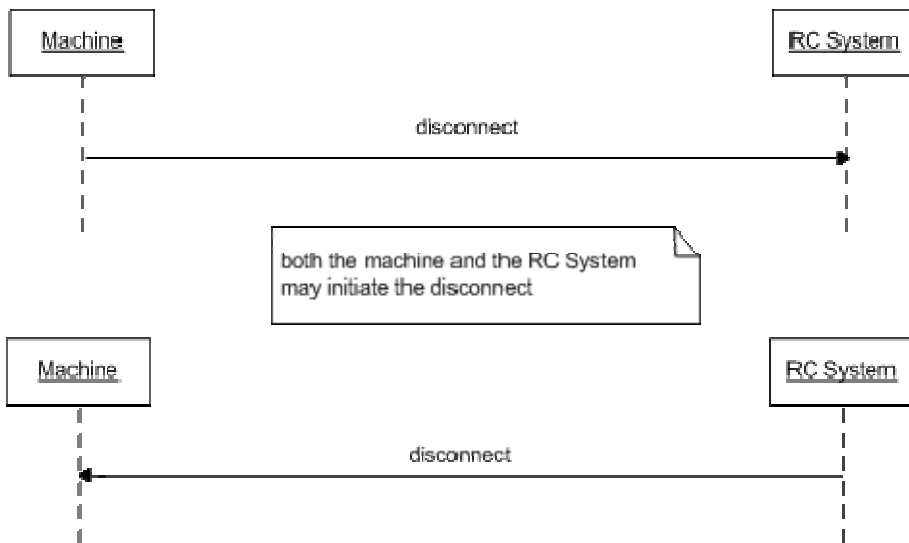 Machine
RC System
disconnect
both the machine and the RC System
may initiate the disconnect
Machine
RC System
disconnect